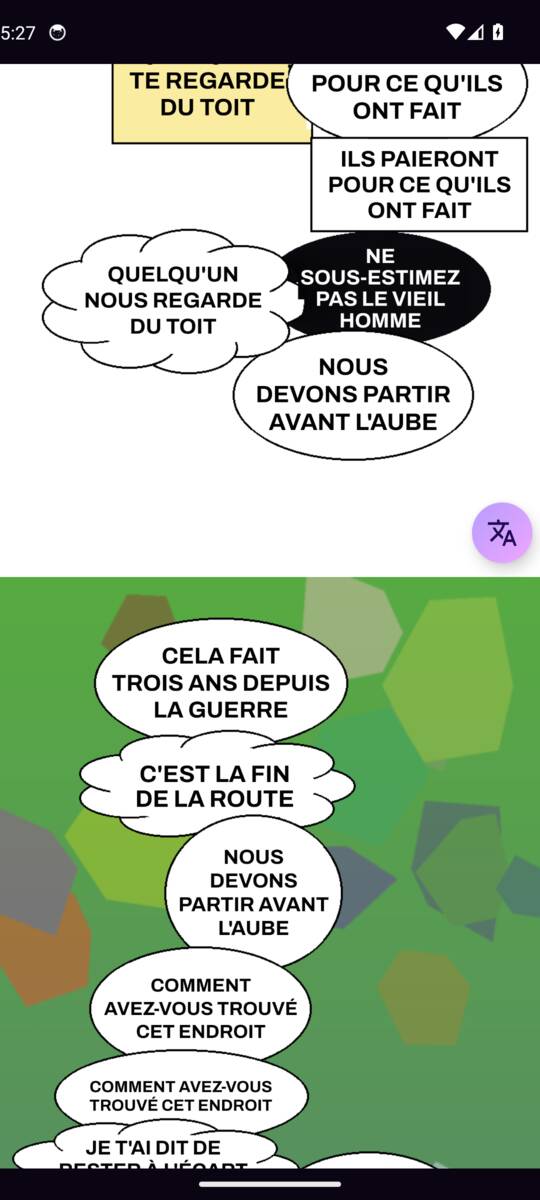 5:27
TE REGARDE
DU TOIT
POUR CE QU'ILS
ONT FAIT
ILS PAIERONT
POUR CE QU'ILS
ONT FAIT
QUELQU'UN
NOUS REGARDE
DU TOIT
NE
SOUS-ESTIMEZ
PAS LE VIEIL
HOMME
NOUS
DEVONS PARTIR
AVANT L'AUBE
CELA FAIT
TROIS ANS DEPUIS
LA GUERRE
C'EST LA FIN
DE LA ROUTE
NOUS
DEVONS
PARTIR AVANT
L'AUBE
COMMENT
AVEZ-VOUS TROUVÉ
CET ENDROIT
COMMENT AVEZ-VOUS
TROUVÉ CET ENDROIT
JE T'AI DIT DE
RESTER À L'ÉCART